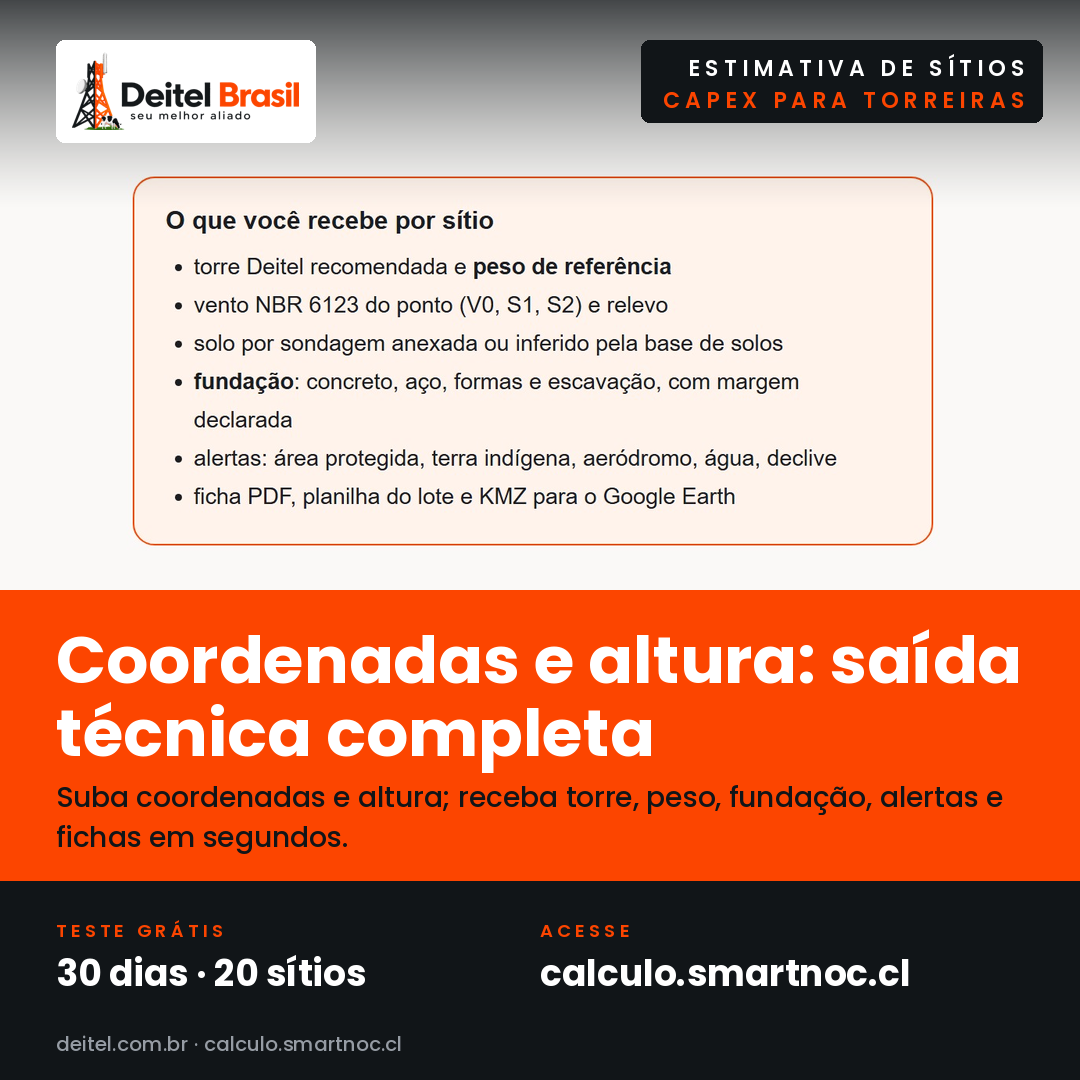 Deitel Brasil
seu melhor aliado
ESTIMATIVA DE SÍTIOS
CAPEX PARA TORREIRAS
O que você recebe por sítio
• torre Deitel recomendada e peso de referência
• vento NBR 6123 do ponto (V0, S1, S2) e relevo
• solo por sondagem anexada ou inferido pela base de solos
• fundação: concreto, aço, formas e escavação, com margem
declarada
• alertas: área protegida, terra indígena, aeródromo, água, declive
• ficha PDF, planilha do lote e KMZ para o Google Earth
Coordenadas e altura: saída
técnica completa
Suba coordenadas e altura; receba torre, peso, fundação, alertas e
fichas em segundos.
TESTE GRÁTIS
30 dias · 20 sítios
ACESSE
calculo.smartnoc.cl
deitel.com.br · calculo.smartnoc.cl